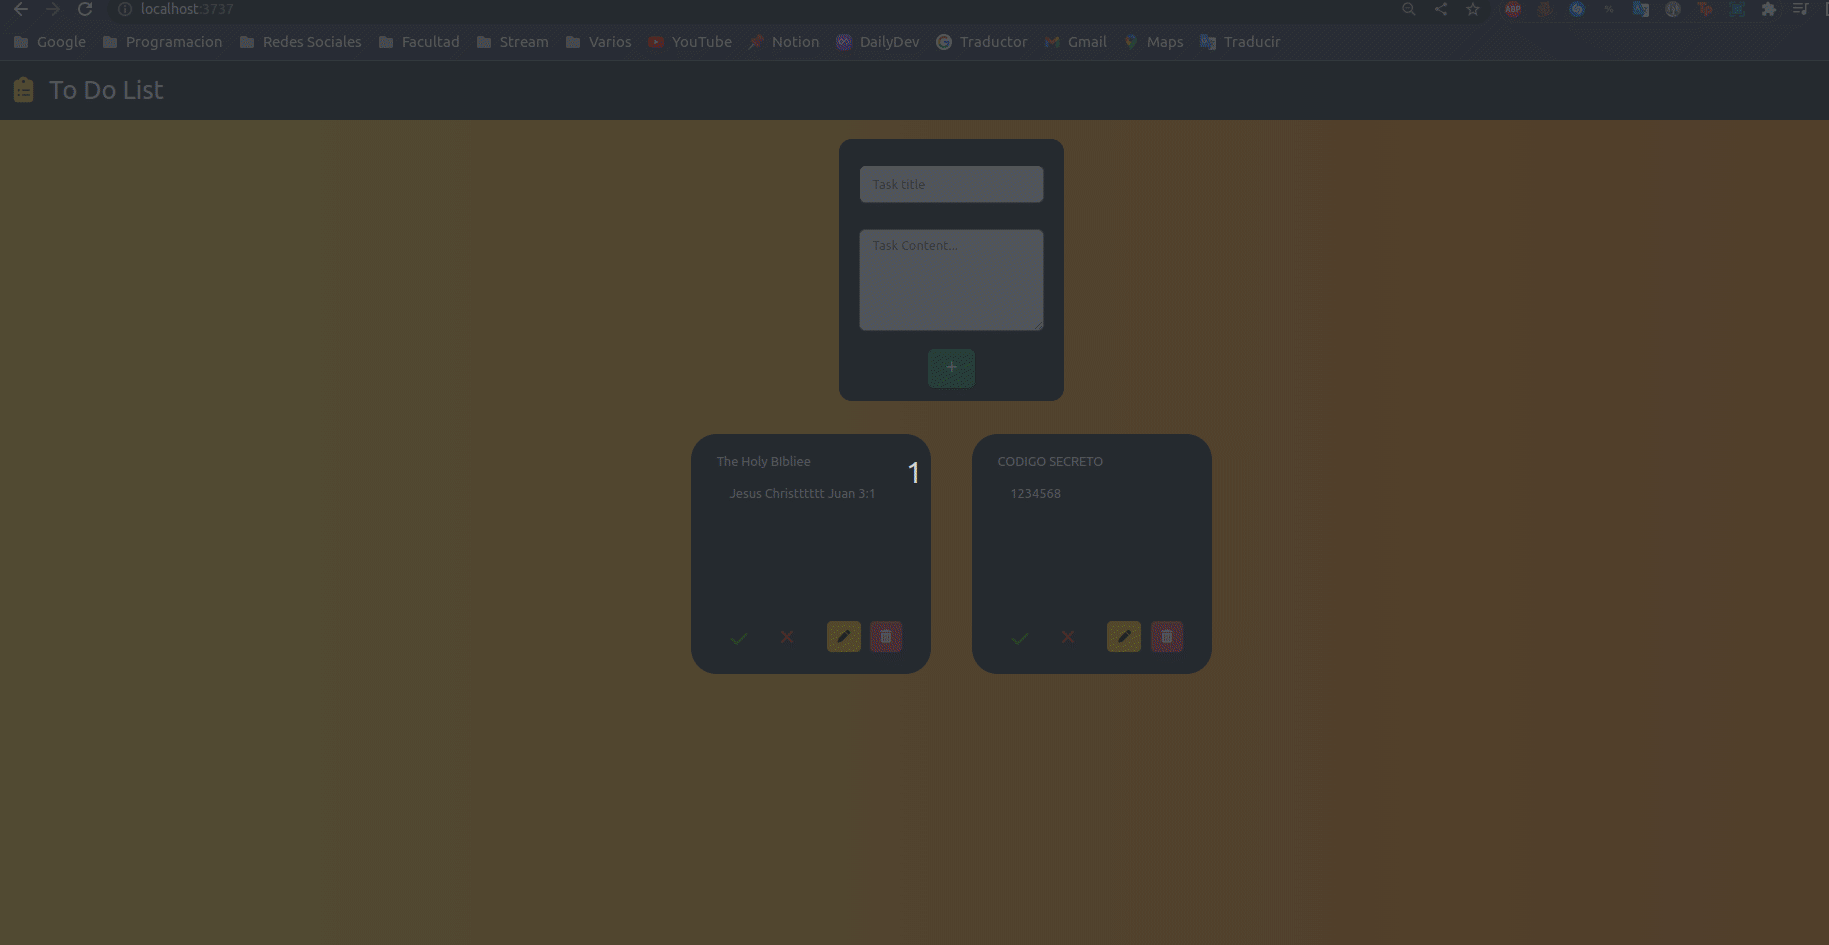 localhost:3737
Google Programacion Redes Sociales Facultad Stream Varios YouTube Notion DailyDev Traductor Gmail Maps Traducir
To Do List
Task title
Task Content...
+
The Holy BIbliee
1
Jesus Christttttt Juan 3:1
CODIGO SECRETO
1234568